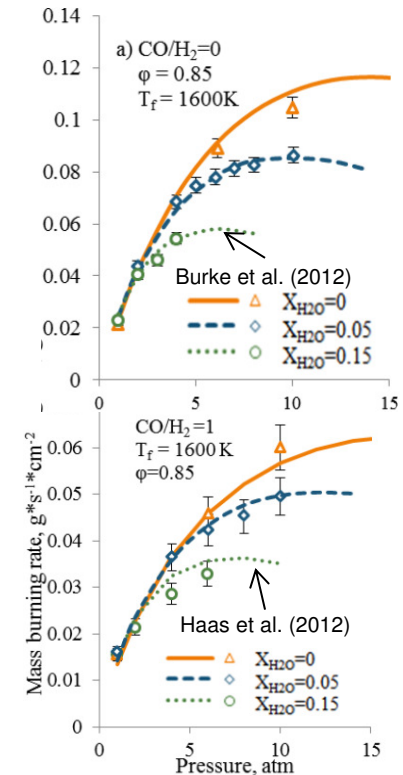 0.14
a) CO/H2=0
φ = 0.85
Tf = 1600K
0.12
0.1
0.08
0.06
0.04
0.02
0
Burke et al. (2012)
XH2O=0
XH2O=0.05
XH2O=0.15
0 5 10 15
CO/H2=1
Tf = 1600 K
φ=0.85
Mass burning rate, g*s-1*cm-2
0.06
0.05
0.04
0.03
0.02
0.01
0
Haas et al. (2012)
XH2O=0
XH2O=0.05
XH2O=0.15
0 5 10 15
Pressure, atm